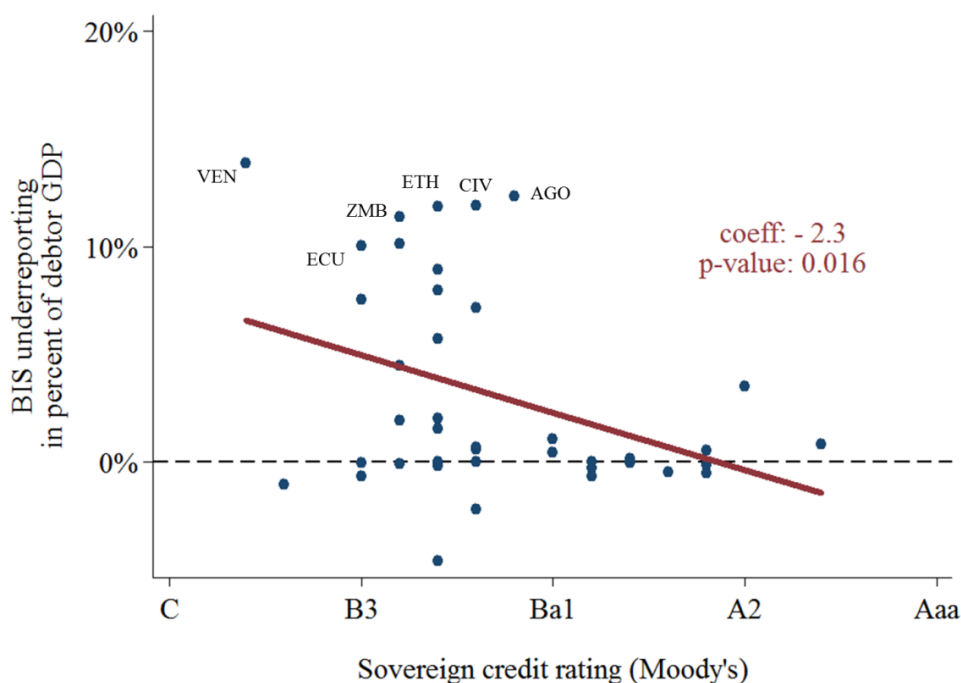 20%
10%
0%
BIS underreporting
in percent of debtor GDP
VEN
ECU
ZMB
ETH
CIV
AGO
coeff: - 2.3
p-value: 0.016
C
B3
Ba1
A2
Aaa
Sovereign credit rating (Moody's)